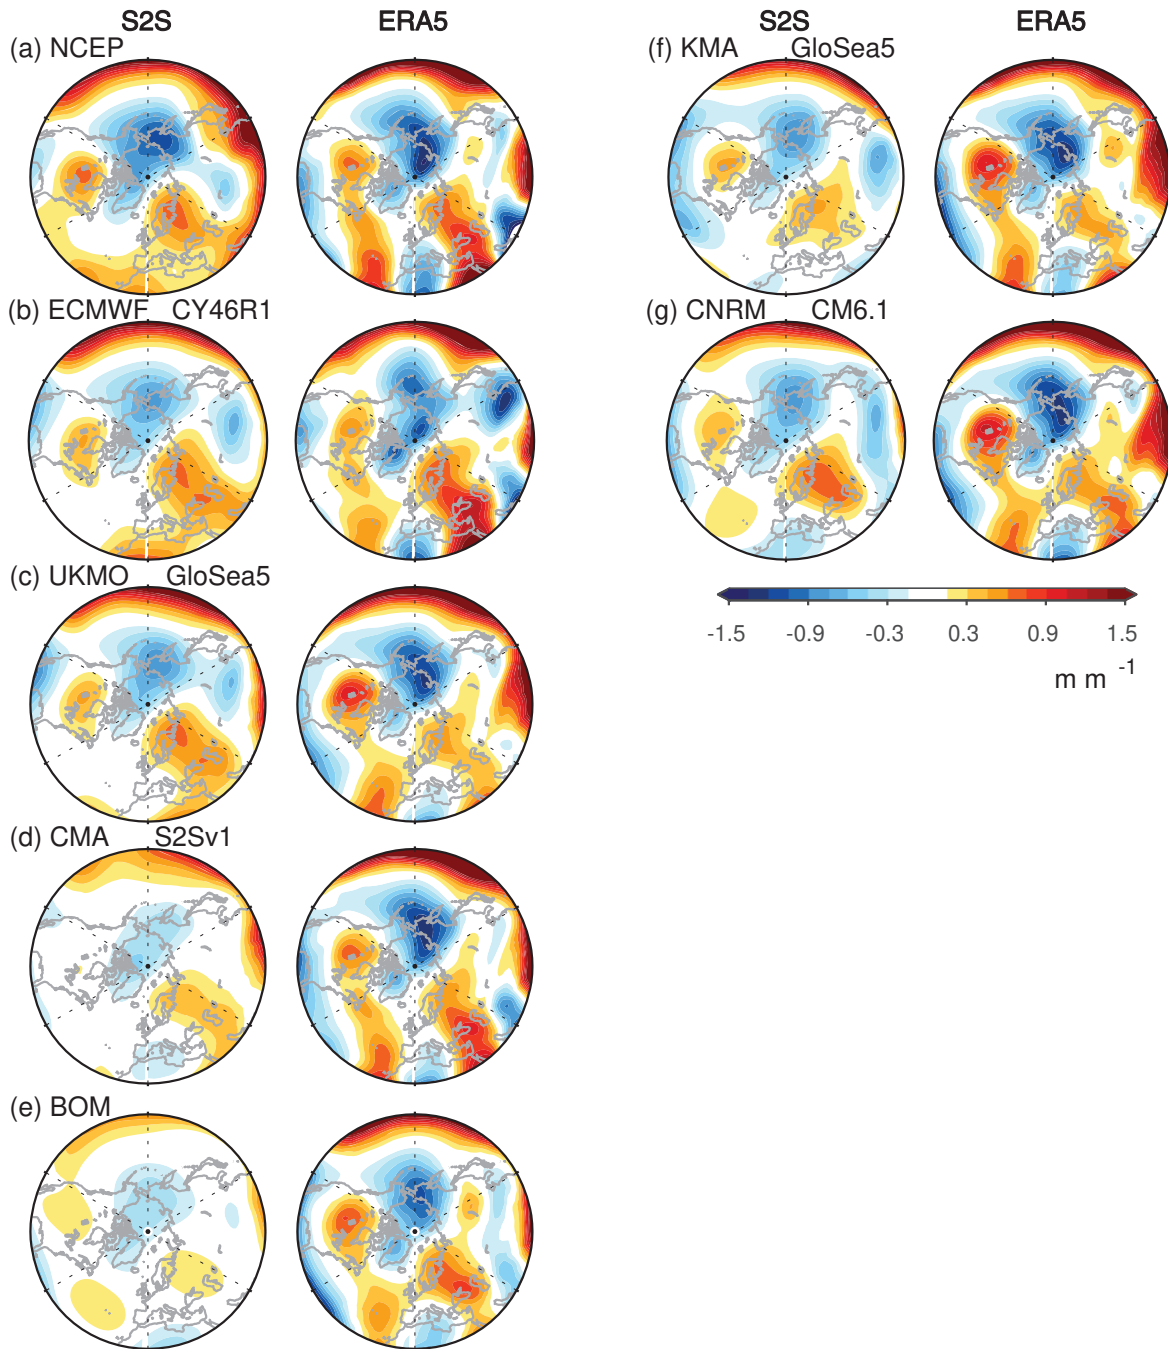 S2S ERA5 S2S ERA5
(a) NCEP (f) KMA GloSea5
(b) ECMWF CY46R1 (g) CNRM CM6.1
(c) UKMO GloSea5
-1.5 -0.9 -0.3 0.3 0.9 1.5
m m -1
(d) CMA S2Sv1
(e) BOM